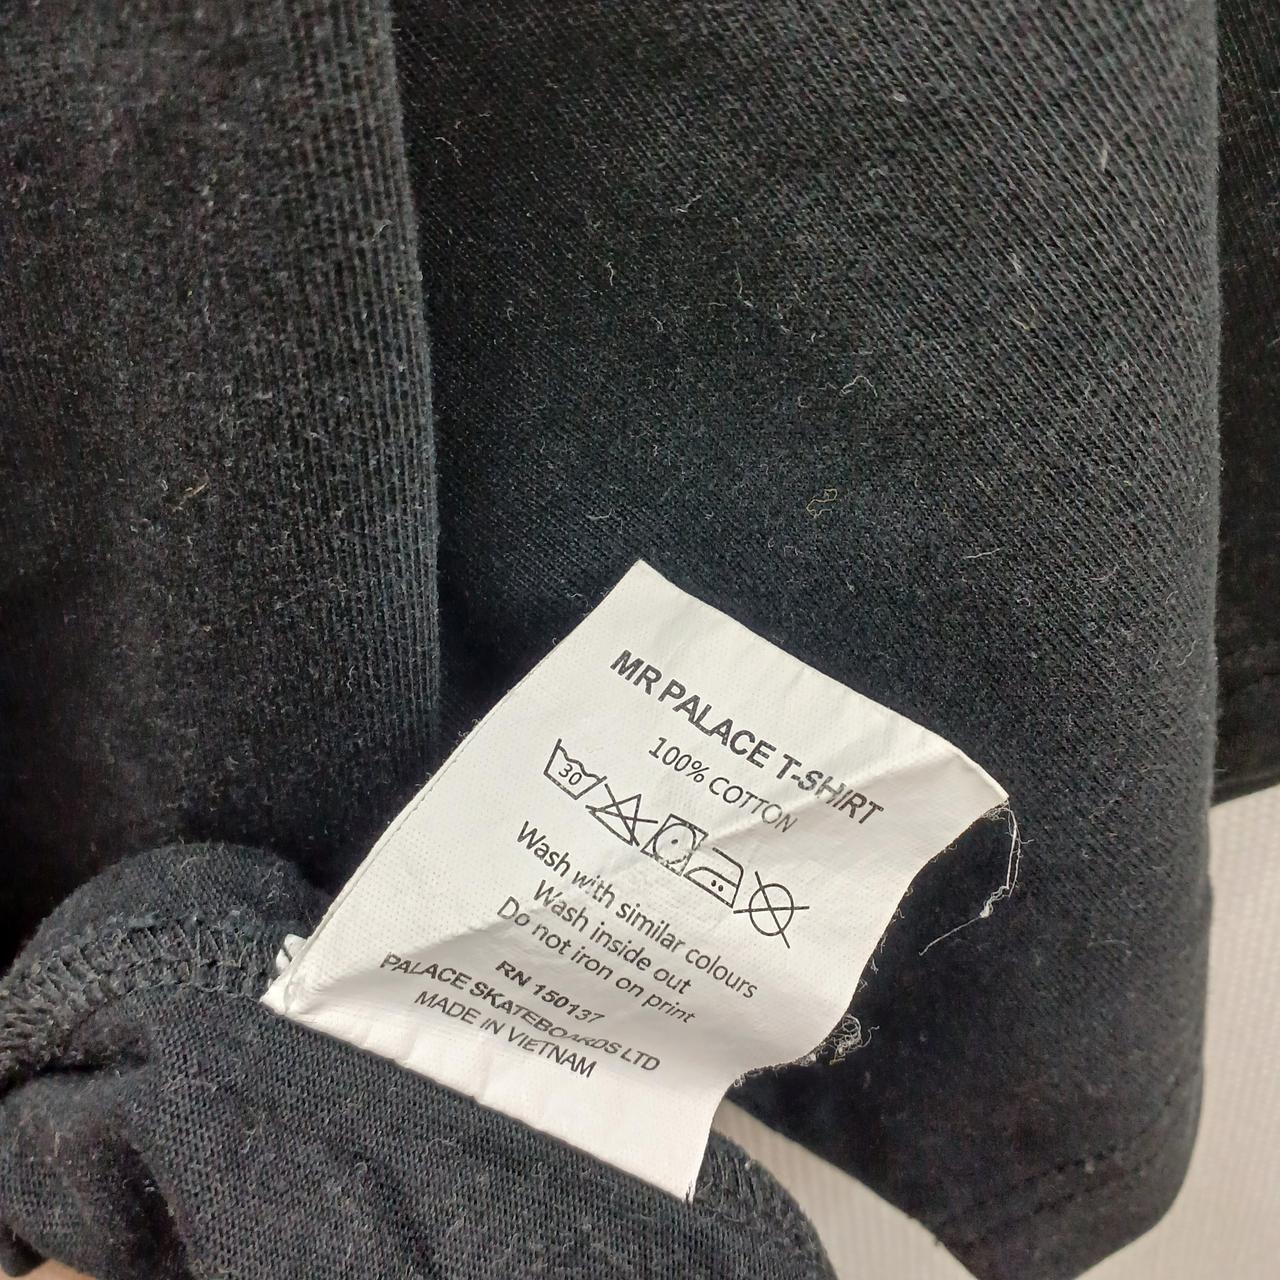 MR PALACE T-SHIRT
100% COTTON
30
Wash with similar colours
Wash inside out
Do not iron on print
RN 150137
PALACE SKATEBOARDS LTD
MADE IN VIETNAM